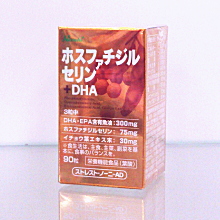 ホスファチジル
セリン
+DHA
3粒中
DHA・EPA含有魚油:300mg
ホスファチジルセリン: 75mg
イチョウ葉エキス末: 30mg
90粒
栄養機能食品(葉酸)
ストレスト・ノーニ・AD